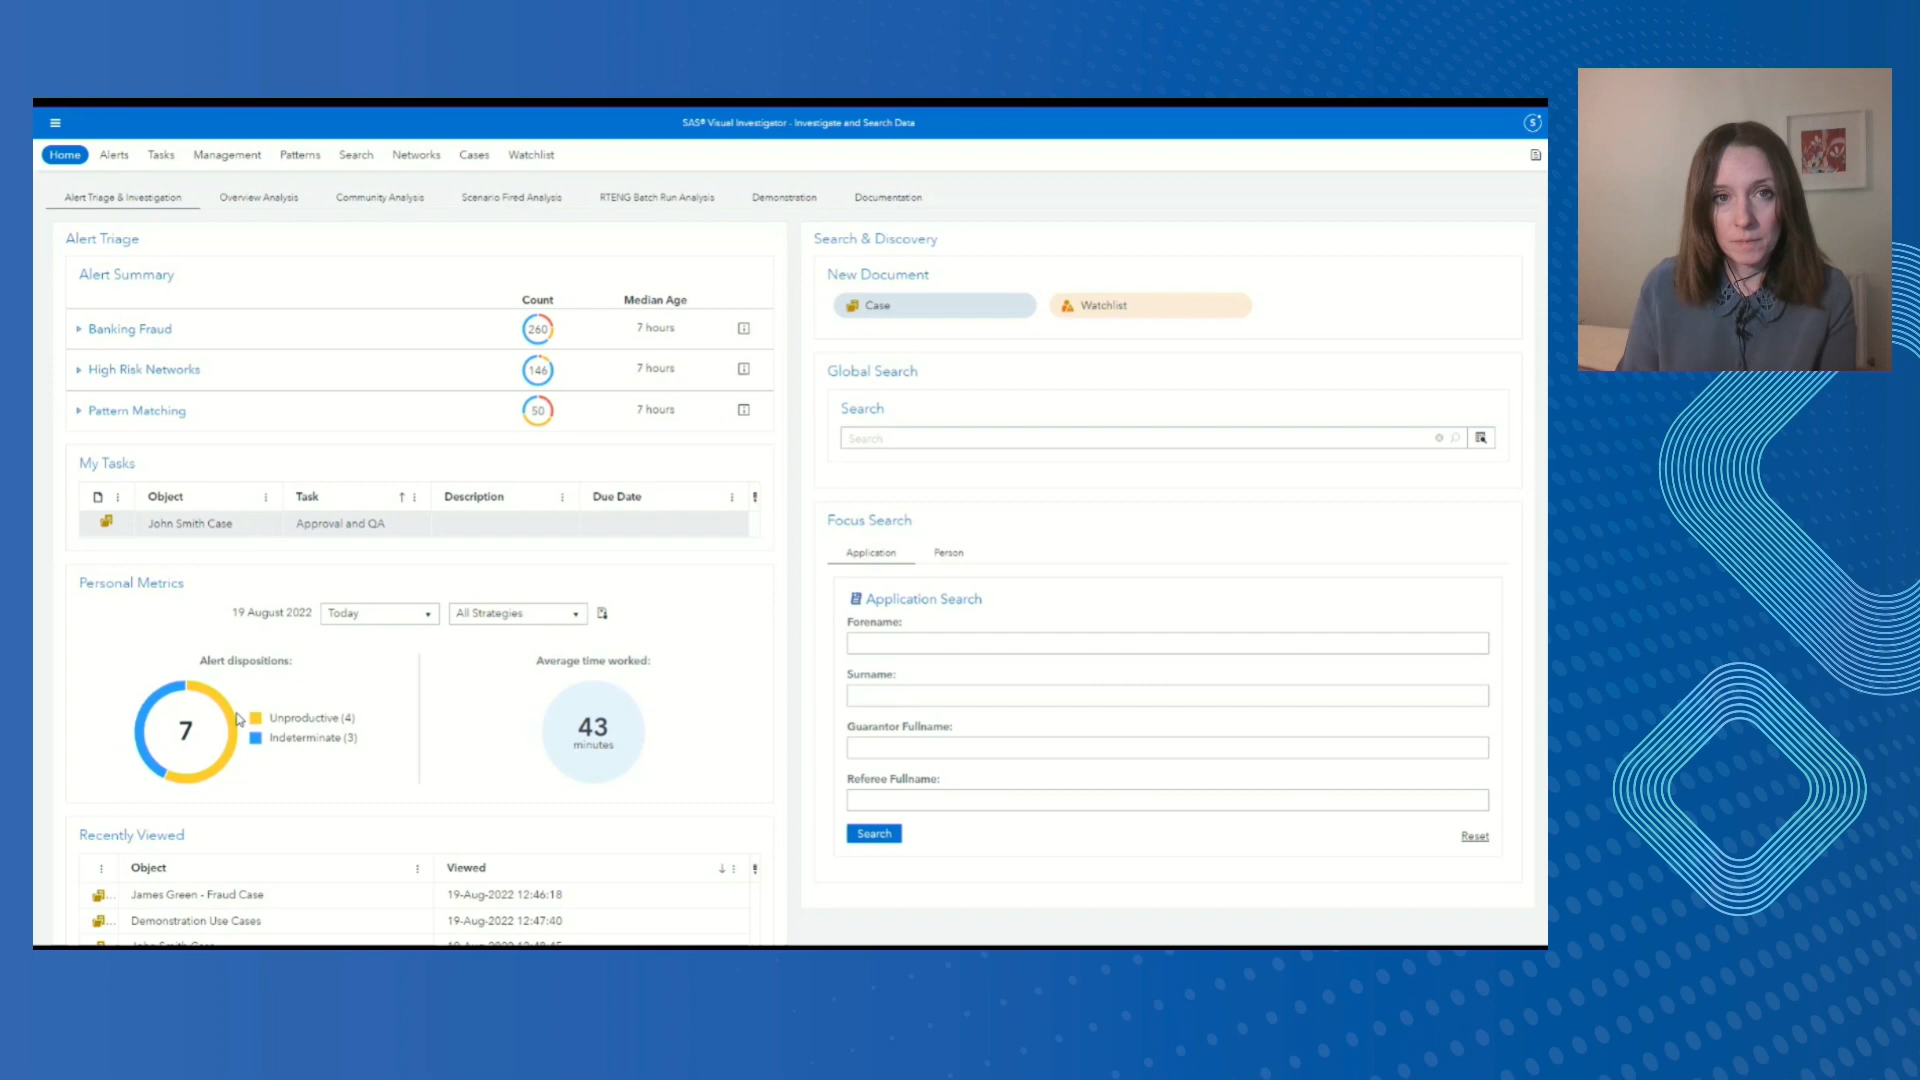 SAS® Visual Investigator - Investigate and Search Data
S
Home Alerts Tasks Management Patterns Search Networks Cases Watchlist
Alert Triage & Investigation Overview Analysis Community Analysis Scenario Fired Analysis RTENG Batch Run Analysis Demonstration Documentation
Alert Triage
Alert Summary
Count Median Age
Banking Fraud 260 7 hours
High Risk Networks 146 7 hours
Pattern Matching 50 7 hours
My Tasks
Object Task Description Due Date
John Smith Case Approval and QA
Personal Metrics
19 August 2022 Today All Strategies
Alert dispositions: Average time worked:
7
Unproductive (4)
Indeterminate (3)
43
minutes
Recently Viewed
Object Viewed
James Green - Fraud Case 19-Aug-2022 12:46:18
Demonstration Use Cases 19-Aug-2022 12:47:40
Search & Discovery
New Document
Case Watchlist
Global Search
Search
Search
Focus Search
Application Person
Application Search
Forename:
Surname:
Guarantor Fullname:
Referee Fullname:
Search Reset